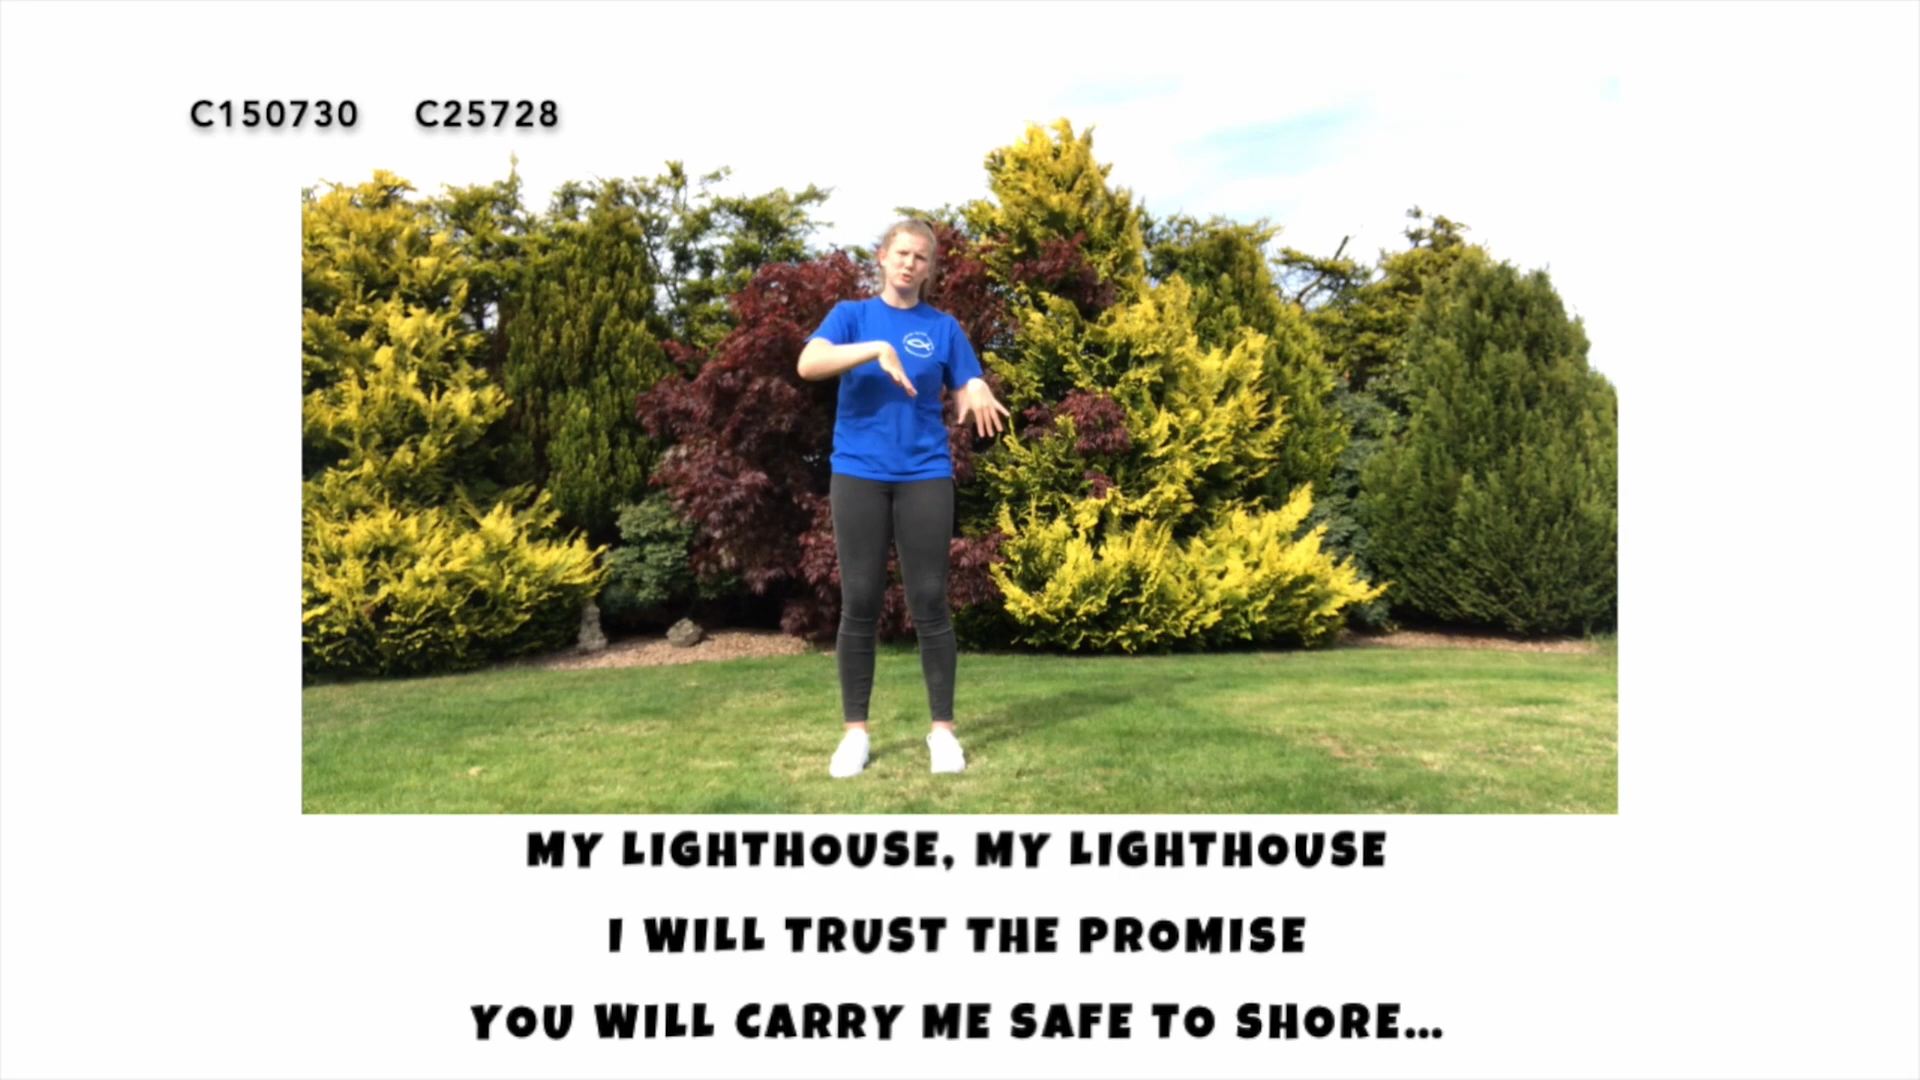 C150730 C25728
MY LIGHTHOUSE, MY LIGHTHOUSE
I WILL TRUST THE PROMISE
YOU WILL CARRY ME SAFE TO SHORE...